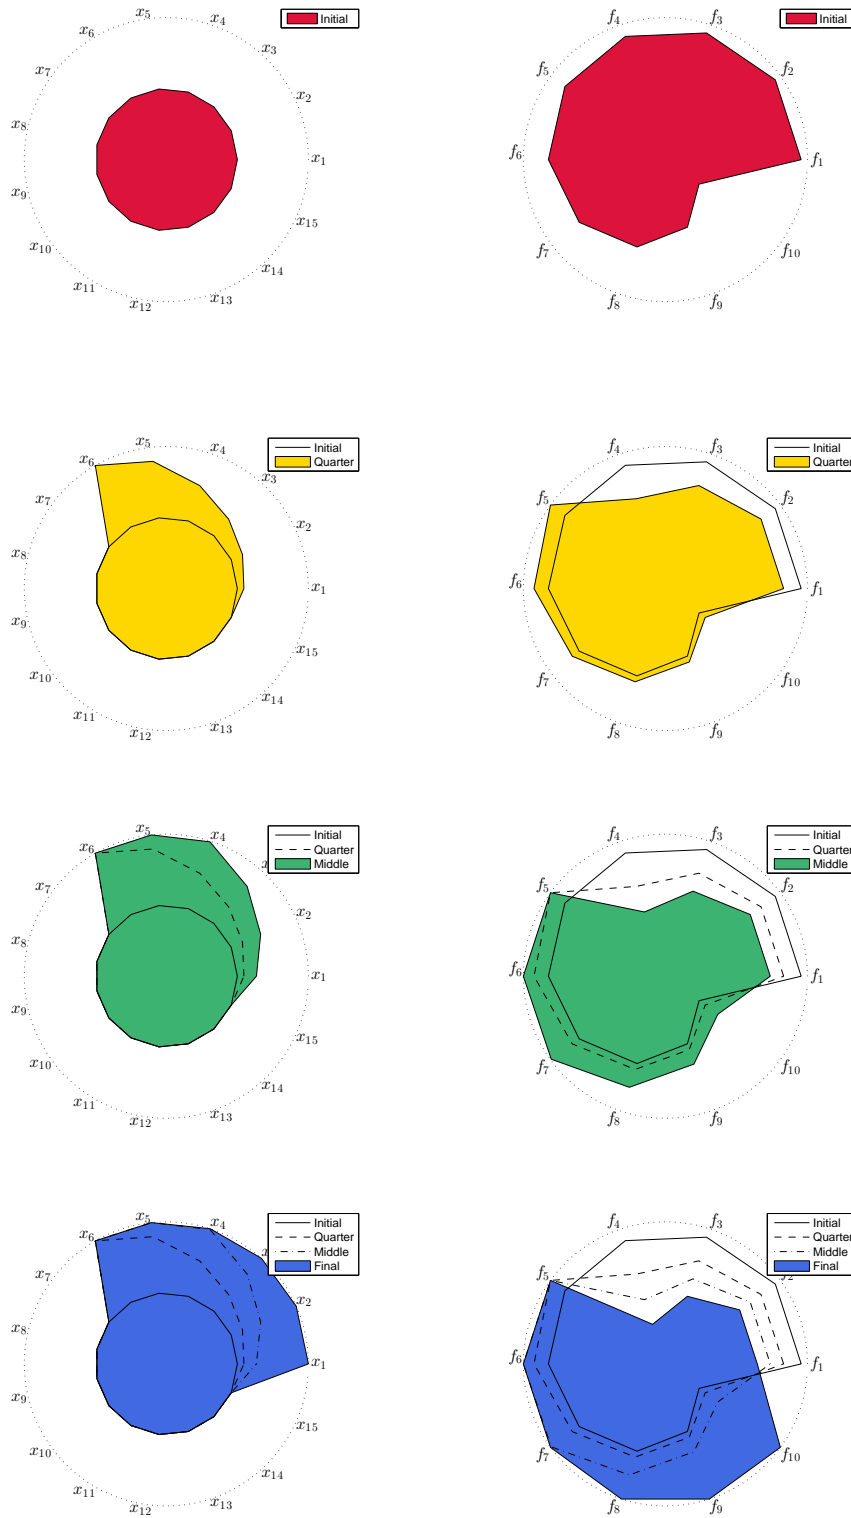 x₅ x₄ Initial
x₆ x₃
x₇ x₂
x₈ x₁
x₉ x₁₅
x₁₀ x₁₄
x₁₁ x₁₃
x₁₂
f₄ f₃ Initial
f₅ f₂
f₆ f₁
f₇ f₁₀
f₈ f₉
x₅ x₄ Initial
Quarter
x₆ x₃
x₇ x₂
x₈ x₁
x₉ x₁₅
x₁₀ x₁₄
x₁₁ x₁₃
x₁₂
f₄ f₃ Initial
Quarter
f₅ f₂
f₆ f₁
f₇ f₁₀
f₈ f₉
x₅ x₄ Initial
Quarter
Middle
x₆
x₇ x₂
x₈ x₁
x₉ x₁₅
x₁₀ x₁₄
x₁₁ x₁₃
x₁₂
f₄ f₃ Initial
Quarter
Middle
f₅ f₂
f₆ f₁
f₇ f₁₀
f₈ f₉
x₅ x₄ Initial
Quarter
Middle
Final
x₆
x₇ x₂
x₈ x₁
x₉ x₁₅
x₁₀ x₁₄
x₁₁ x₁₃
x₁₂
f₄ f₃ Initial
Quarter
Middle
Final
f₅
f₆ f₁
f₇ f₁₀
f₈ f₉